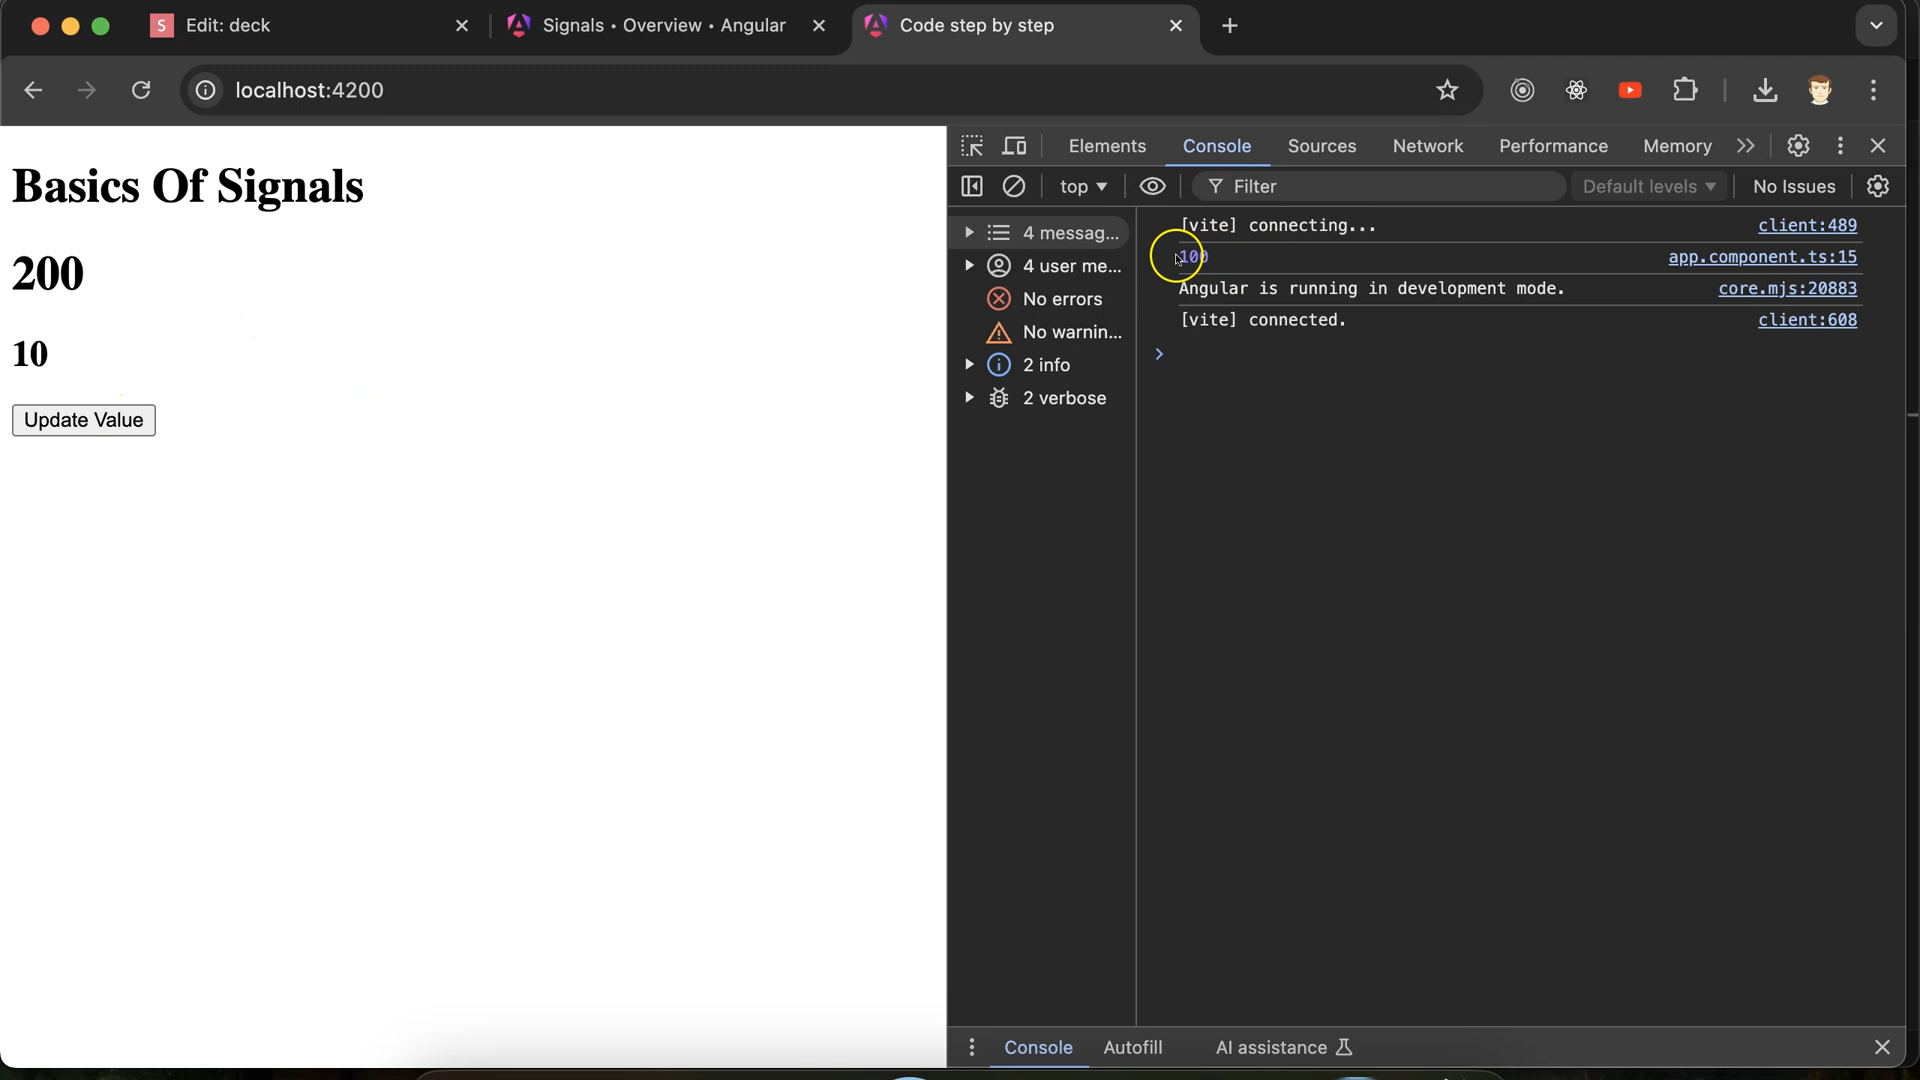 S Edit: deck
Signals • Overview • Angular
Code step by step
localhost:4200
Elements Console Sources Network Performance Memory
top Filter Default levels No Issues
Basics Of Signals
200
10
Update Value
4 messag...
4 user me...
No errors
No warnin...
2 info
2 verbose
[vite] connecting... client:489
100 app.component.ts:15
Angular is running in development mode. core.mjs:20883
[vite] connected. client:608
Console Autofill AI assistance